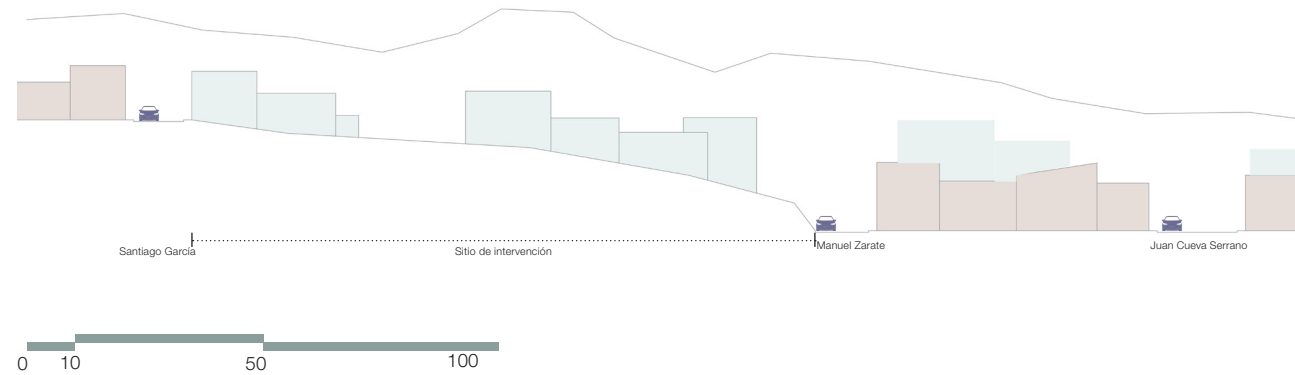 Santiago García
Sitio de intervención
Manuel Zarate
Juan Cueva Serrano
0
10
50
100